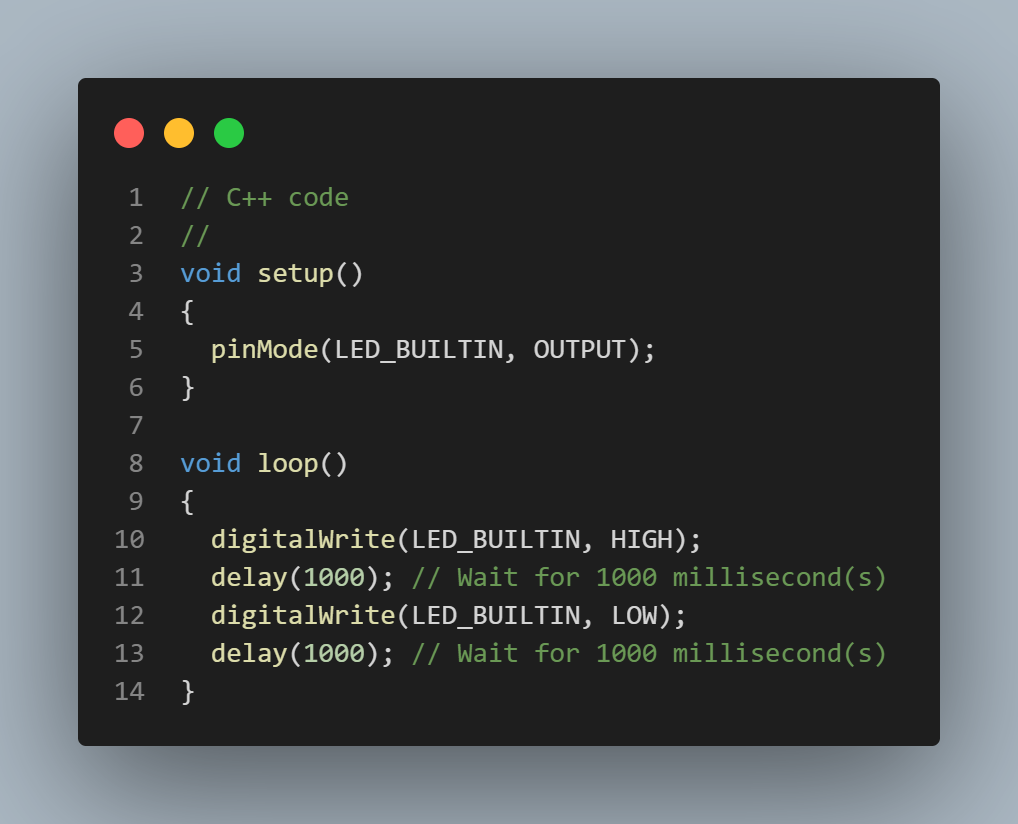 1 // C++ code
2 //
3 void setup()
4 {
5   pinMode(LED_BUILTIN, OUTPUT);
6 }
7
8 void loop()
9 {
10   digitalWrite(LED_BUILTIN, HIGH);
11   delay(1000); // Wait for 1000 millisecond(s)
12   digitalWrite(LED_BUILTIN, LOW);
13   delay(1000); // Wait for 1000 millisecond(s)
14 }